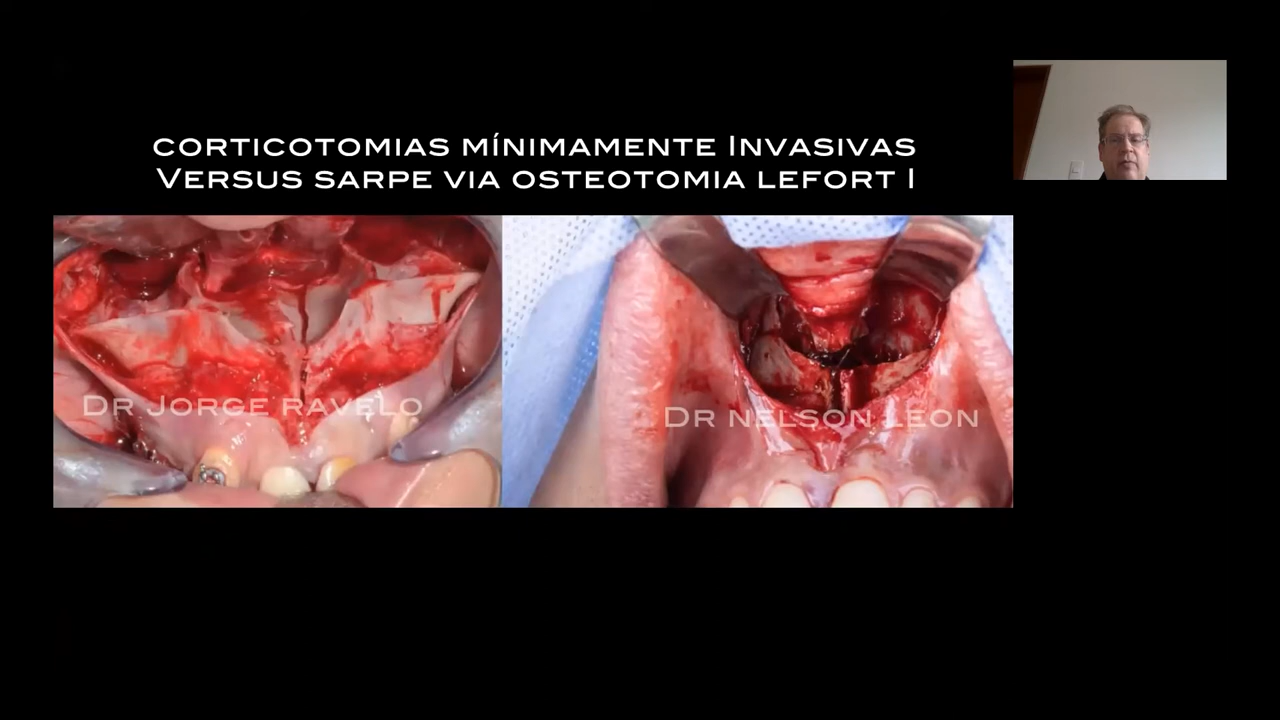 CORTICOTOMIAS MÍNIMAMENTE INVASIVAS
VERSUS SARPE VIA OSTEOTOMIA LEFORT I
DR JORGE RAVELO
DR NELSON LEON